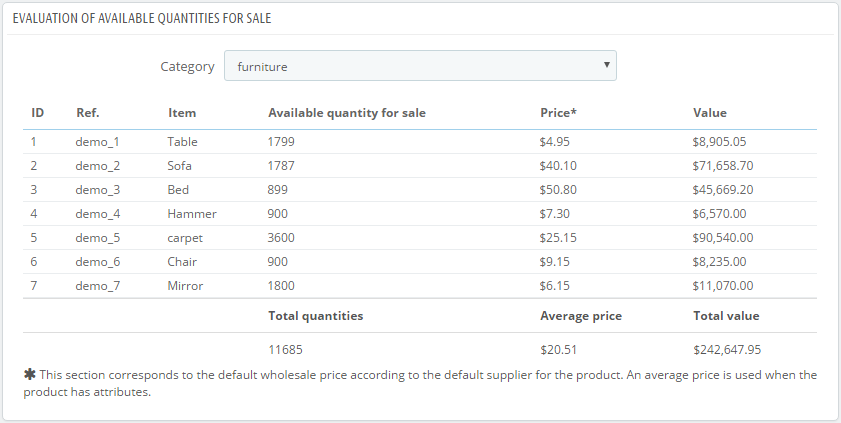 EVALUATION OF AVAILABLE QUANTITIES FOR SALE
Category furniture
ID Ref. Item Available quantity for sale Price* Value
1 demo_1 Table 1799 $4.95 $8,905.05
2 demo_2 Sofa 1787 $40.10 $71,658.70
3 demo_3 Bed 899 $50.80 $45,669.20
4 demo_4 Hammer 900 $7.30 $6,570.00
5 demo_5 carpet 3600 $25.15 $90,540.00
6 demo_6 Chair 900 $9.15 $8,235.00
7 demo_7 Mirror 1800 $6.15 $11,070.00
Total quantities Average price Total value
11685 $20.51 $242,647.95
✱ This section corresponds to the default wholesale price according to the default supplier for the product. An average price is used when the
product has attributes.